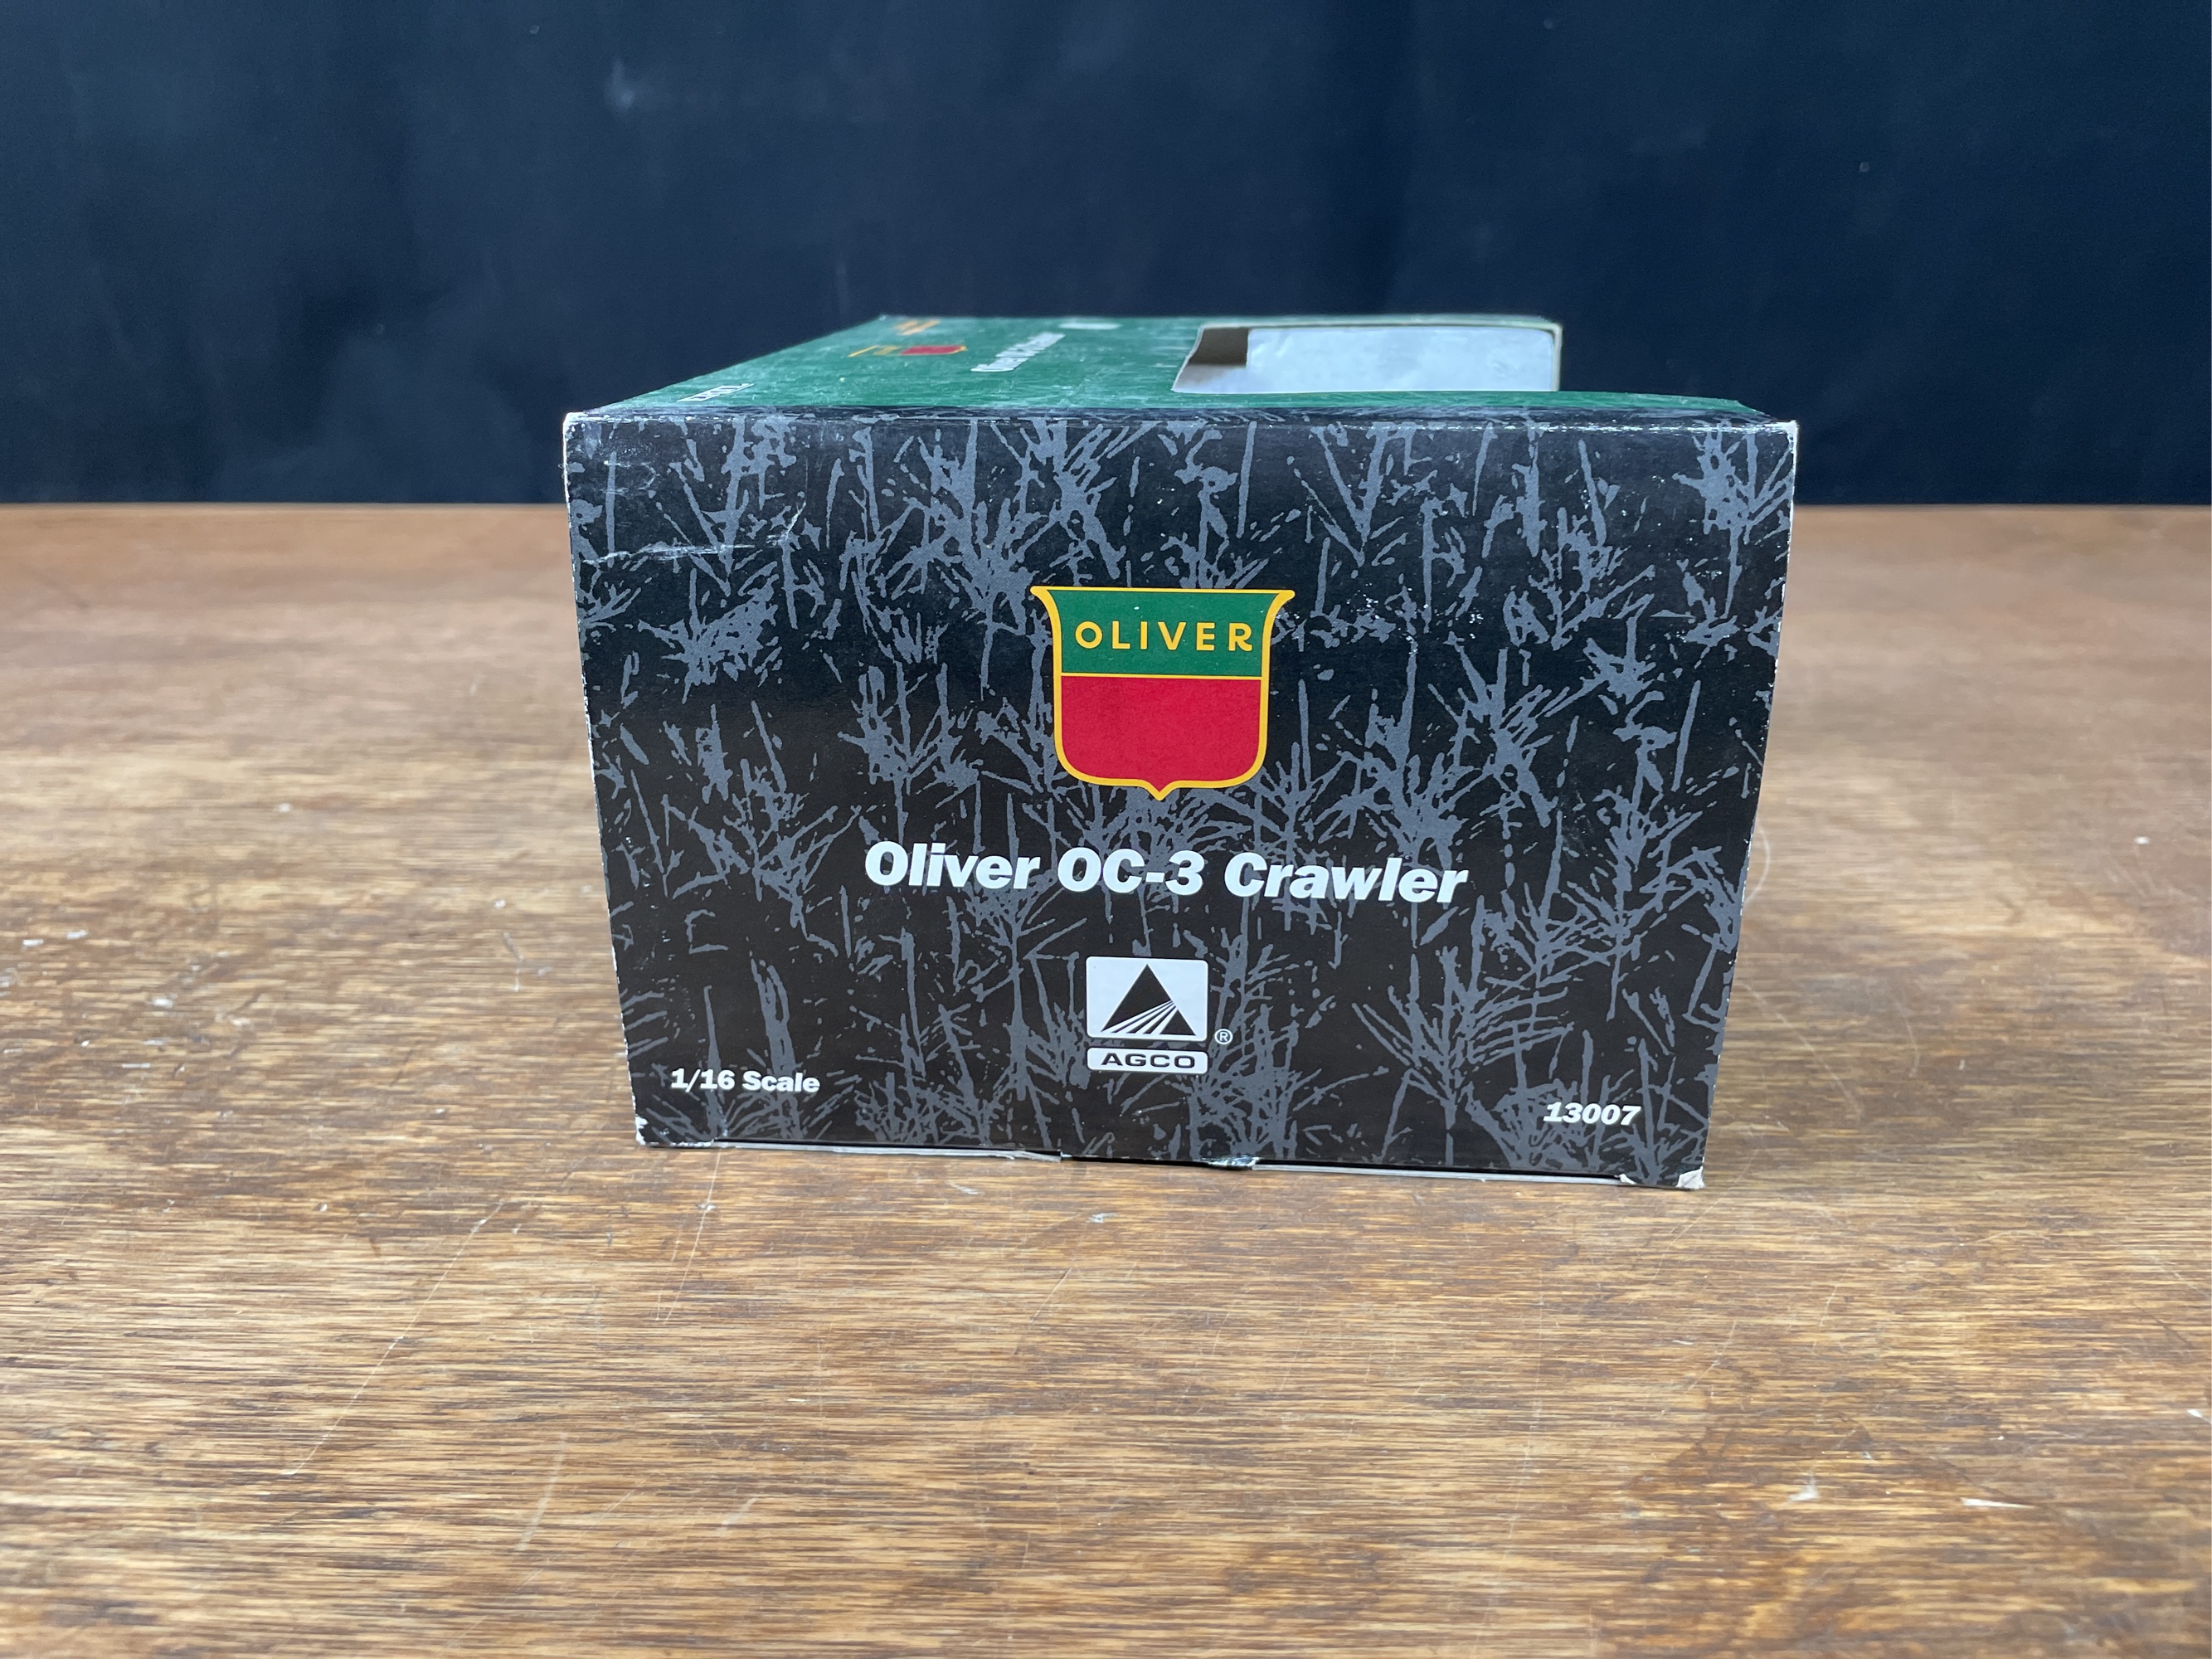 OLIVER
Oliver OC-3 Crawler
®
AGCO
1/16 Scale
13007